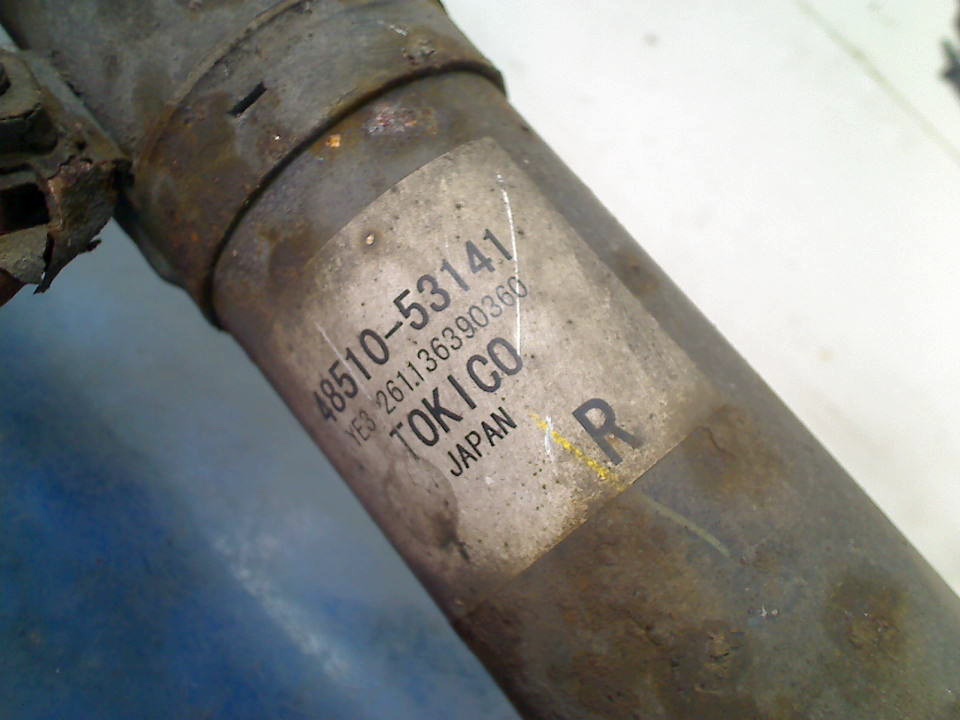 48510-53141
YE3 261136390360
TOKICO
JAPAN
R